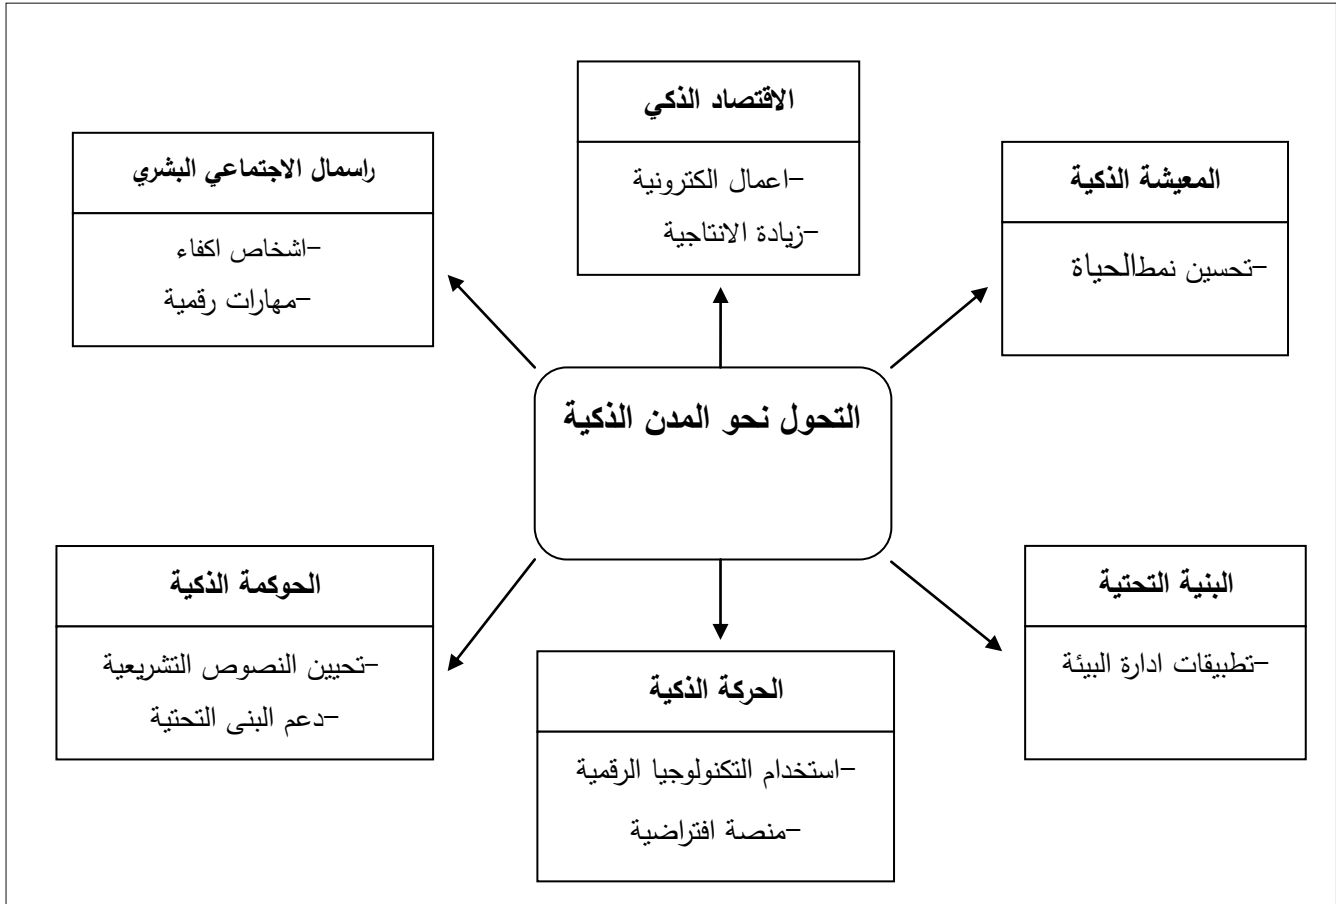 الاقتصاد الذكي
-اعمال الكترونية
-زيادة الانتاجية
المعيشة الذكية
-تحسين نمطالحياة
راسمال الاجتماعي البشري
-اشخاص اكفاء
-مهارات رقمية
التحول نحو المدن الذكية
البنية التحتية
-تطبيقات ادارة البيئة
الحوكمة الذكية
-تحيين النصوص التشريعية
-دعم البنى التحتية
الحركة الذكية
-استخدام التكنولوجيا الرقمية
-منصة افتراضية